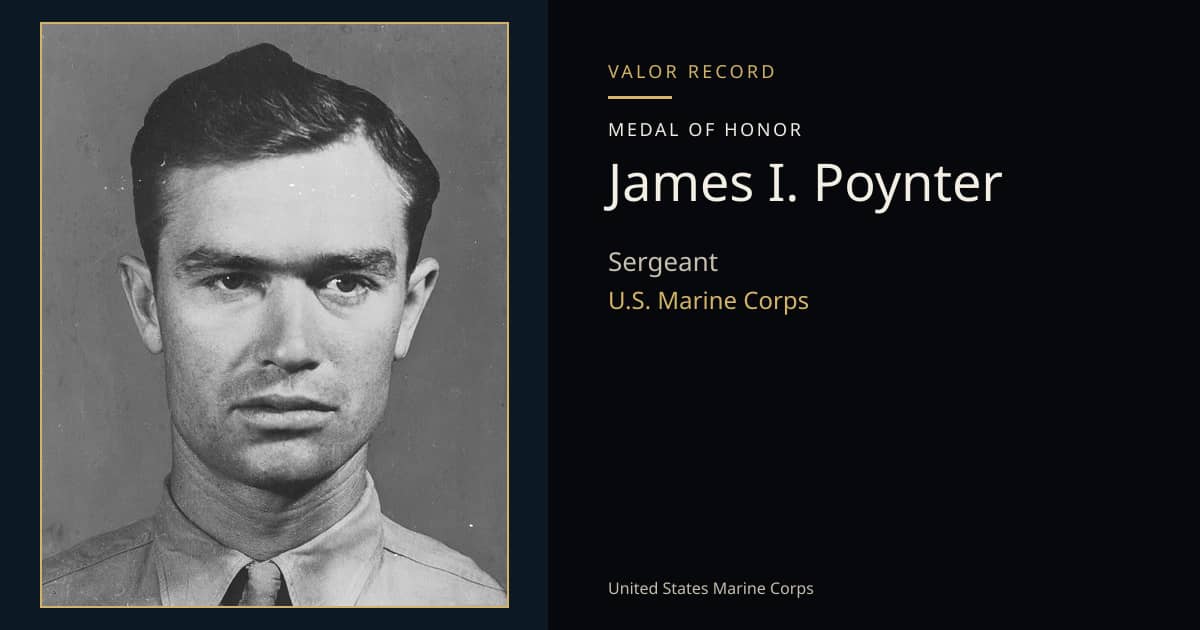 VALOR RECORD
MEDAL OF HONOR
James I. Poynter
Sergeant
U.S. Marine Corps
United States Marine Corps